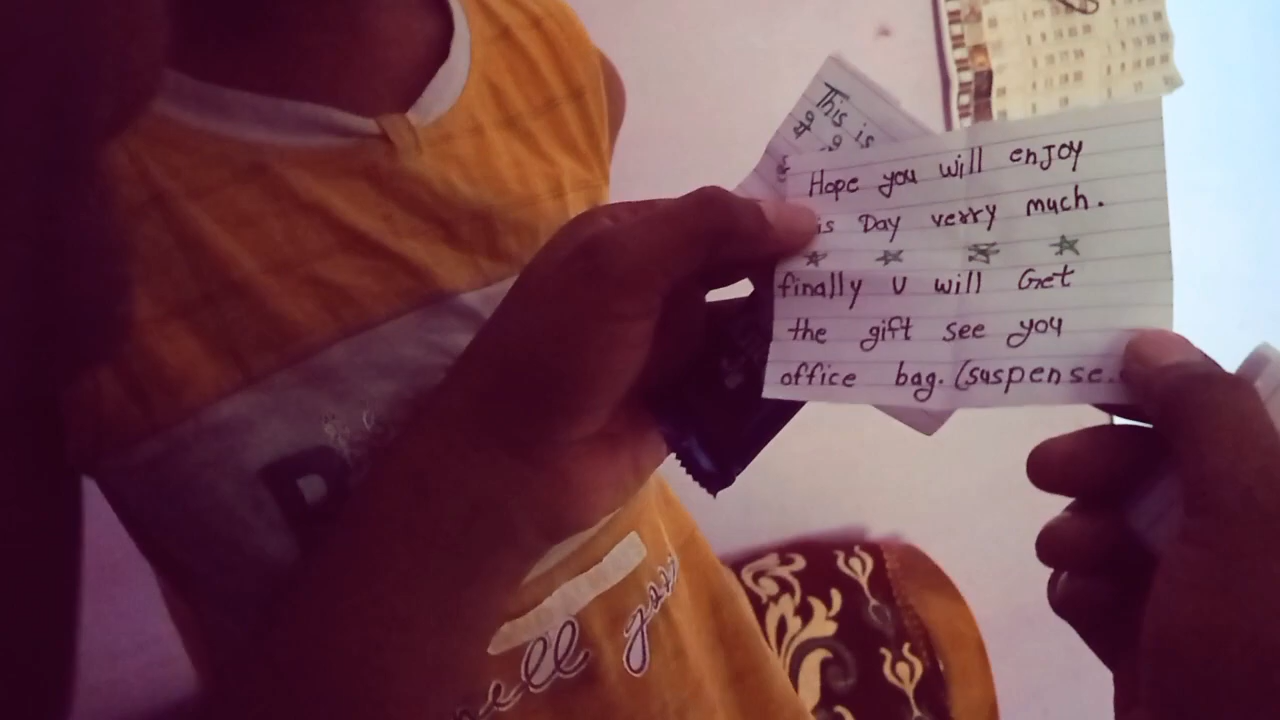 This is
Hope you will enjoy
is Day verry much.
finally U will Get
the gift see you
office bag. (suspense.